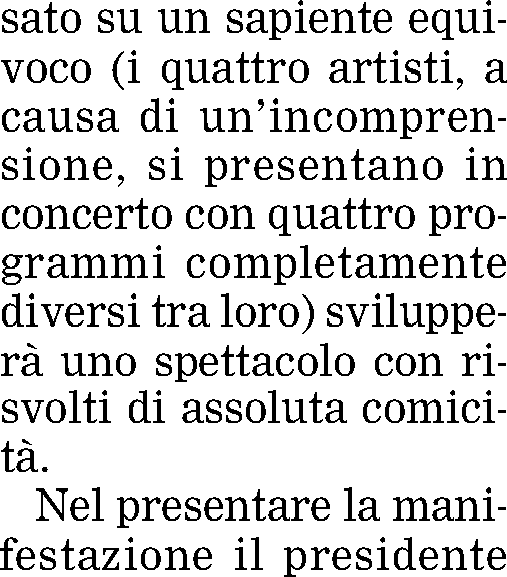 sato su un sapiente equi-
voco (i quattro artisti, a
causa di un'incompren-
sione, si presentano in
concerto con quattro pro-
grammi completamente
diversi tra loro) sviluppe-
rà uno spettacolo con ri-
svolti di assoluta comici-
tà.
Nel presentare la mani-
festazione il presidente